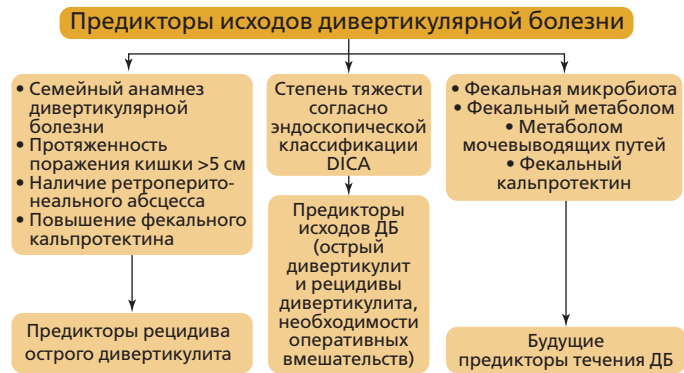 Предикторы исходов дивертикулярной болезни
• Семейный анамнез
дивертикулярной
болезни
• Протяженность
поражения кишки >5 см
• Наличие ретроперито-
неального абсцесса
• Повышение фекального
кальпротектина
Предикторы рецидива
острого дивертикулита
Степень тяжести
согласно
эндоскопической
классификации
DICA
Предикторы
исходов ДБ
(острый
дивертикулит
и рецидивы
дивертикулита,
необходимости
оперативных
вмешательств)
• Фекальная микробиота
• Фекальный метаболом
• Метаболом
мочевыводящих путей
• Фекальный
кальпротектин
Будущие
предикторы течения ДБ